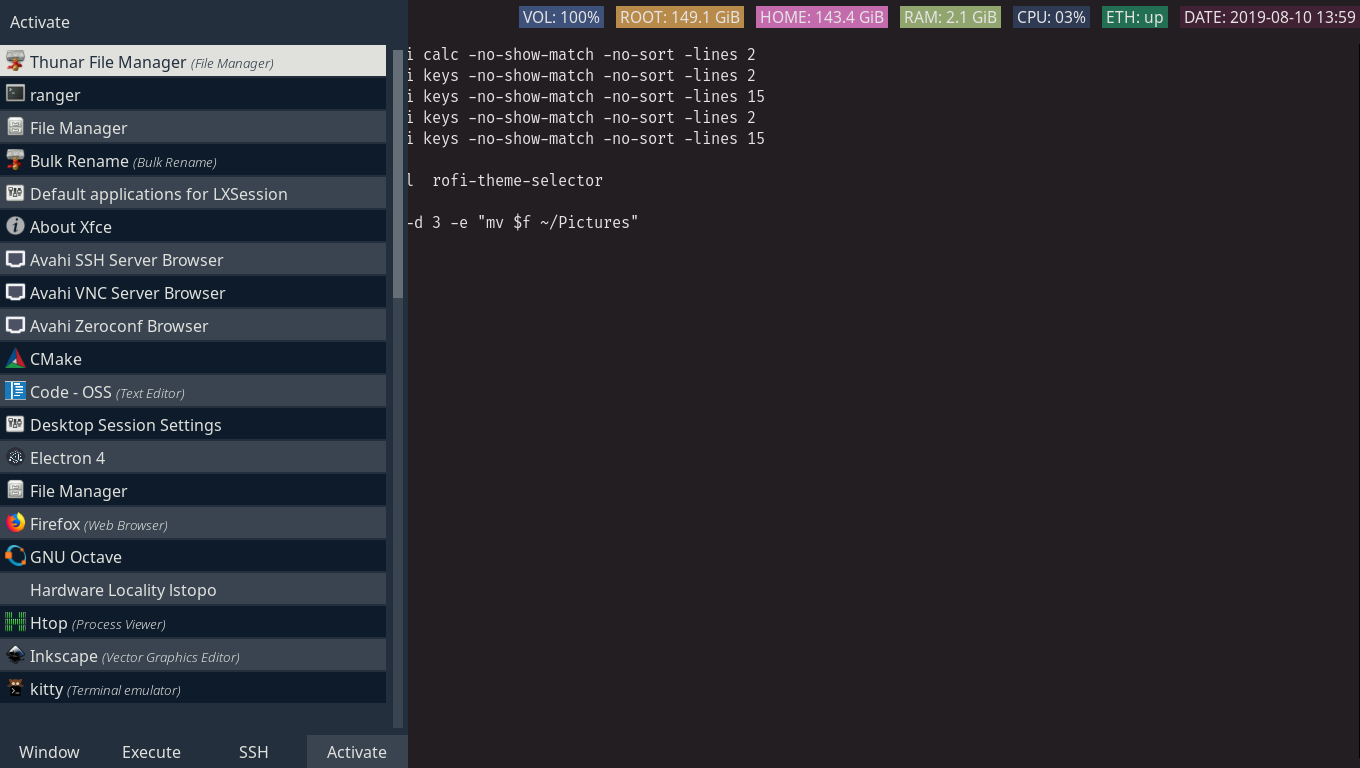 Activate
VOL: 100% ROOT: 149.1 GiB HOME: 143.4 GiB RAM: 2.1 GiB CPU: 03% ETH: up DATE: 2019-08-10 13:59
Thunar File Manager (File Manager)
ranger
File Manager
Bulk Rename (Bulk Rename)
Default applications for LXSession
About Xfce
Avahi SSH Server Browser
Avahi VNC Server Browser
Avahi Zeroconf Browser
CMake
Code - OSS (Text Editor)
Desktop Session Settings
Electron 4
File Manager
Firefox (Web Browser)
GNU Octave
Hardware Locality lstopo
Htop (Process Viewer)
Inkscape (Vector Graphics Editor)
kitty (Terminal emulator)
Window Execute SSH Activate
i calc -no-show-match -no-sort -lines 2
i keys -no-show-match -no-sort -lines 2
i keys -no-show-match -no-sort -lines 15
i keys -no-show-match -no-sort -lines 2
i keys -no-show-match -no-sort -lines 15
l  rofi-theme-selector
-d 3 -e "mv $f ~/Pictures"